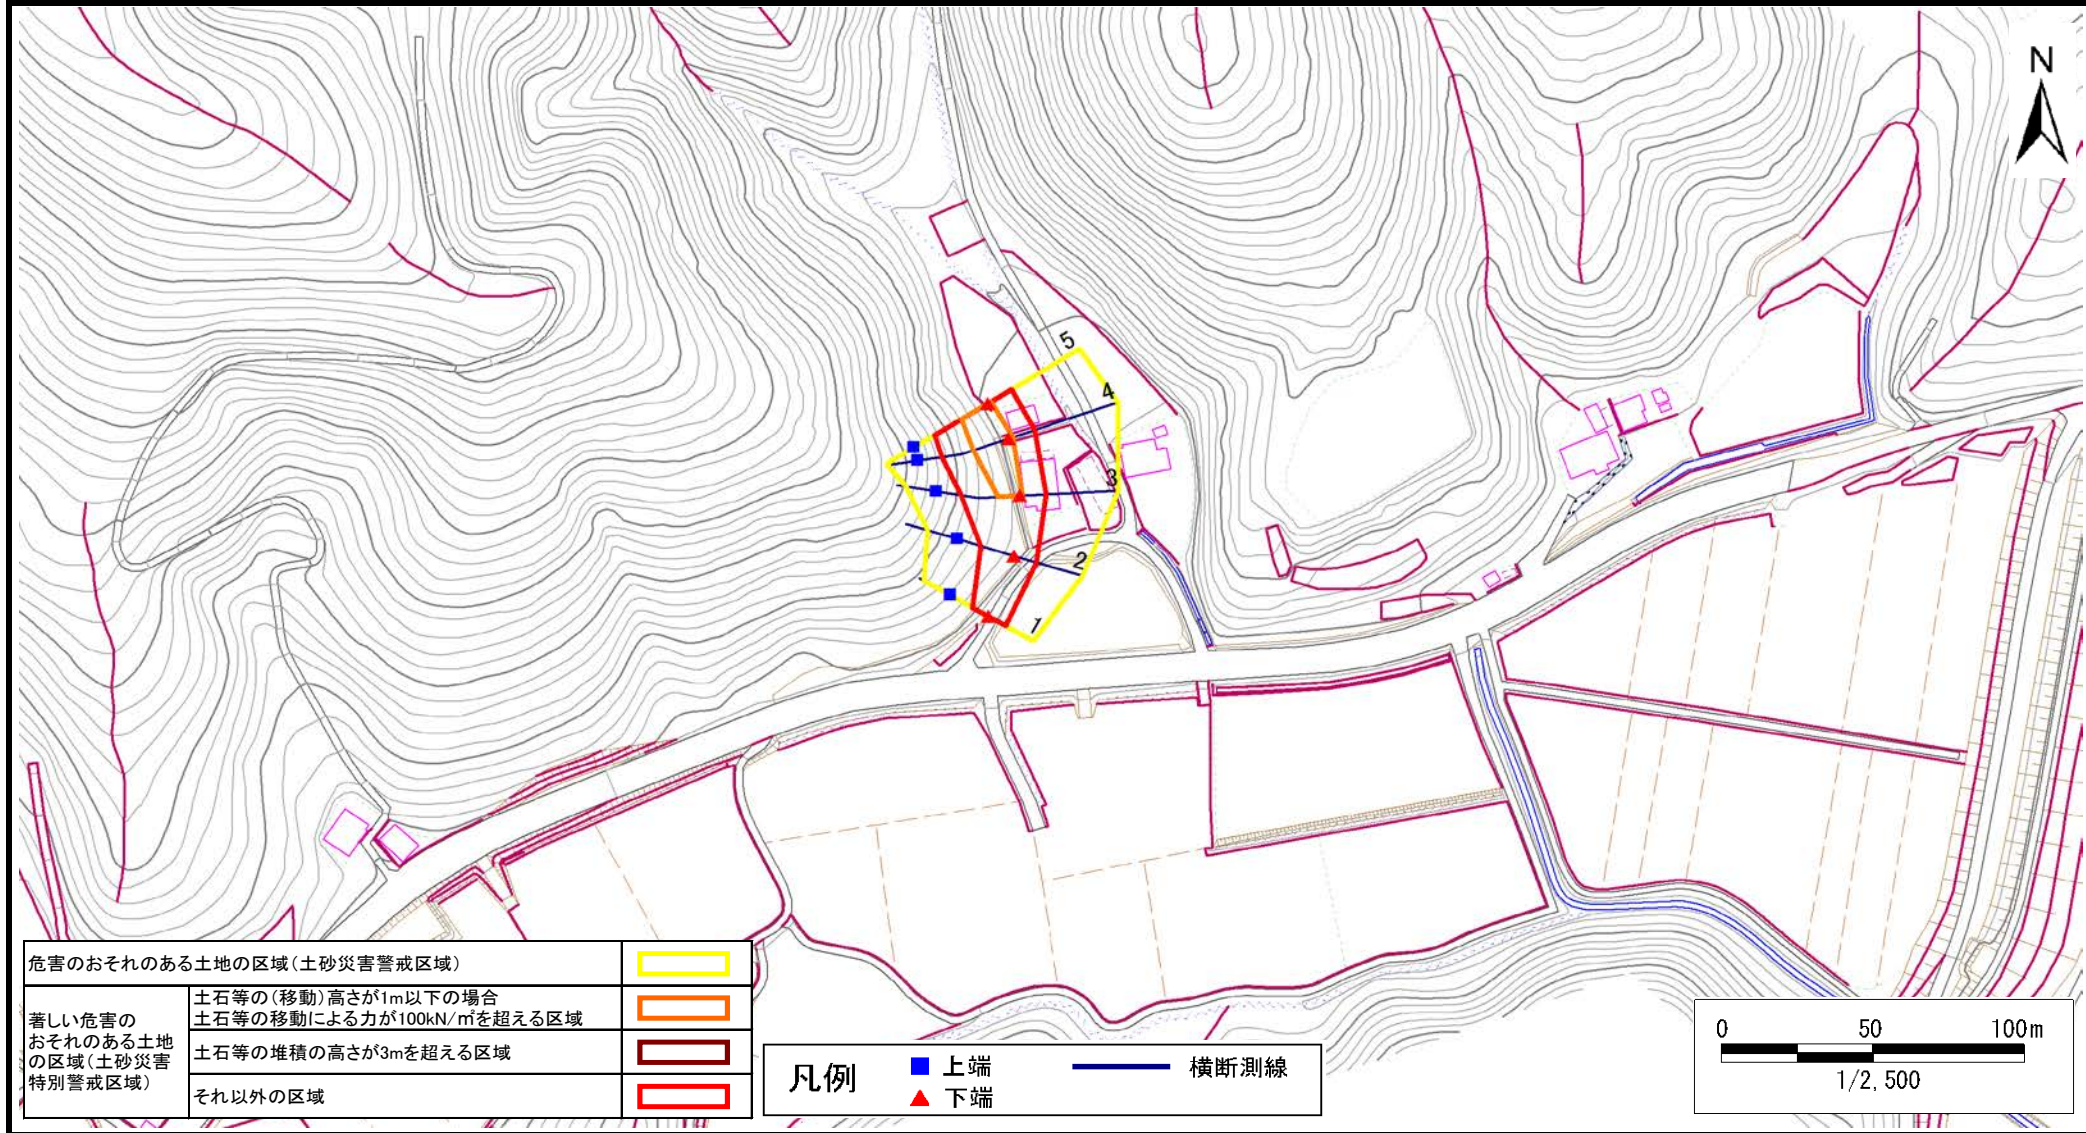 N
5
4
3
2
1
危害のおそれのある土地の区域(土砂災害警戒区域)
著しい危害の
おそれのある土地
の区域(土砂災害
特別警戒区域)
土石等の(移動)高さが1m以下の場合
土石等の移動による力が100kN/㎡を超える区域
土石等の堆積の高さが3mを超える区域
それ以外の区域
凡例
上端
下端
横断測線
0 50 100m
1/2,500